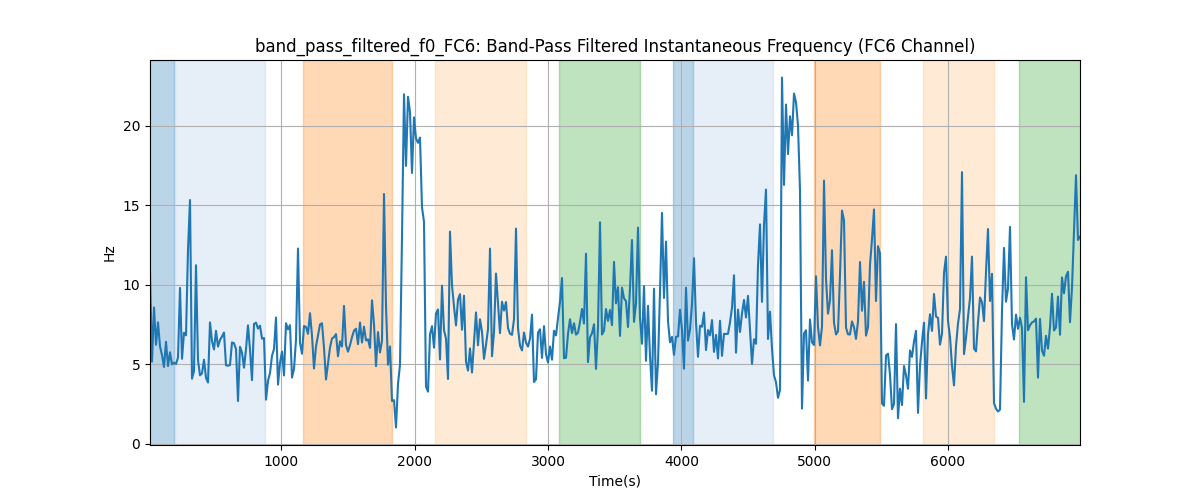 band_pass_filtered_f0_FC6: Band-Pass Filtered Instantaneous Frequency (FC6 Channel)
20
15
10
5
0
Hz
1000 2000 3000 4000 5000 6000
Time(s)